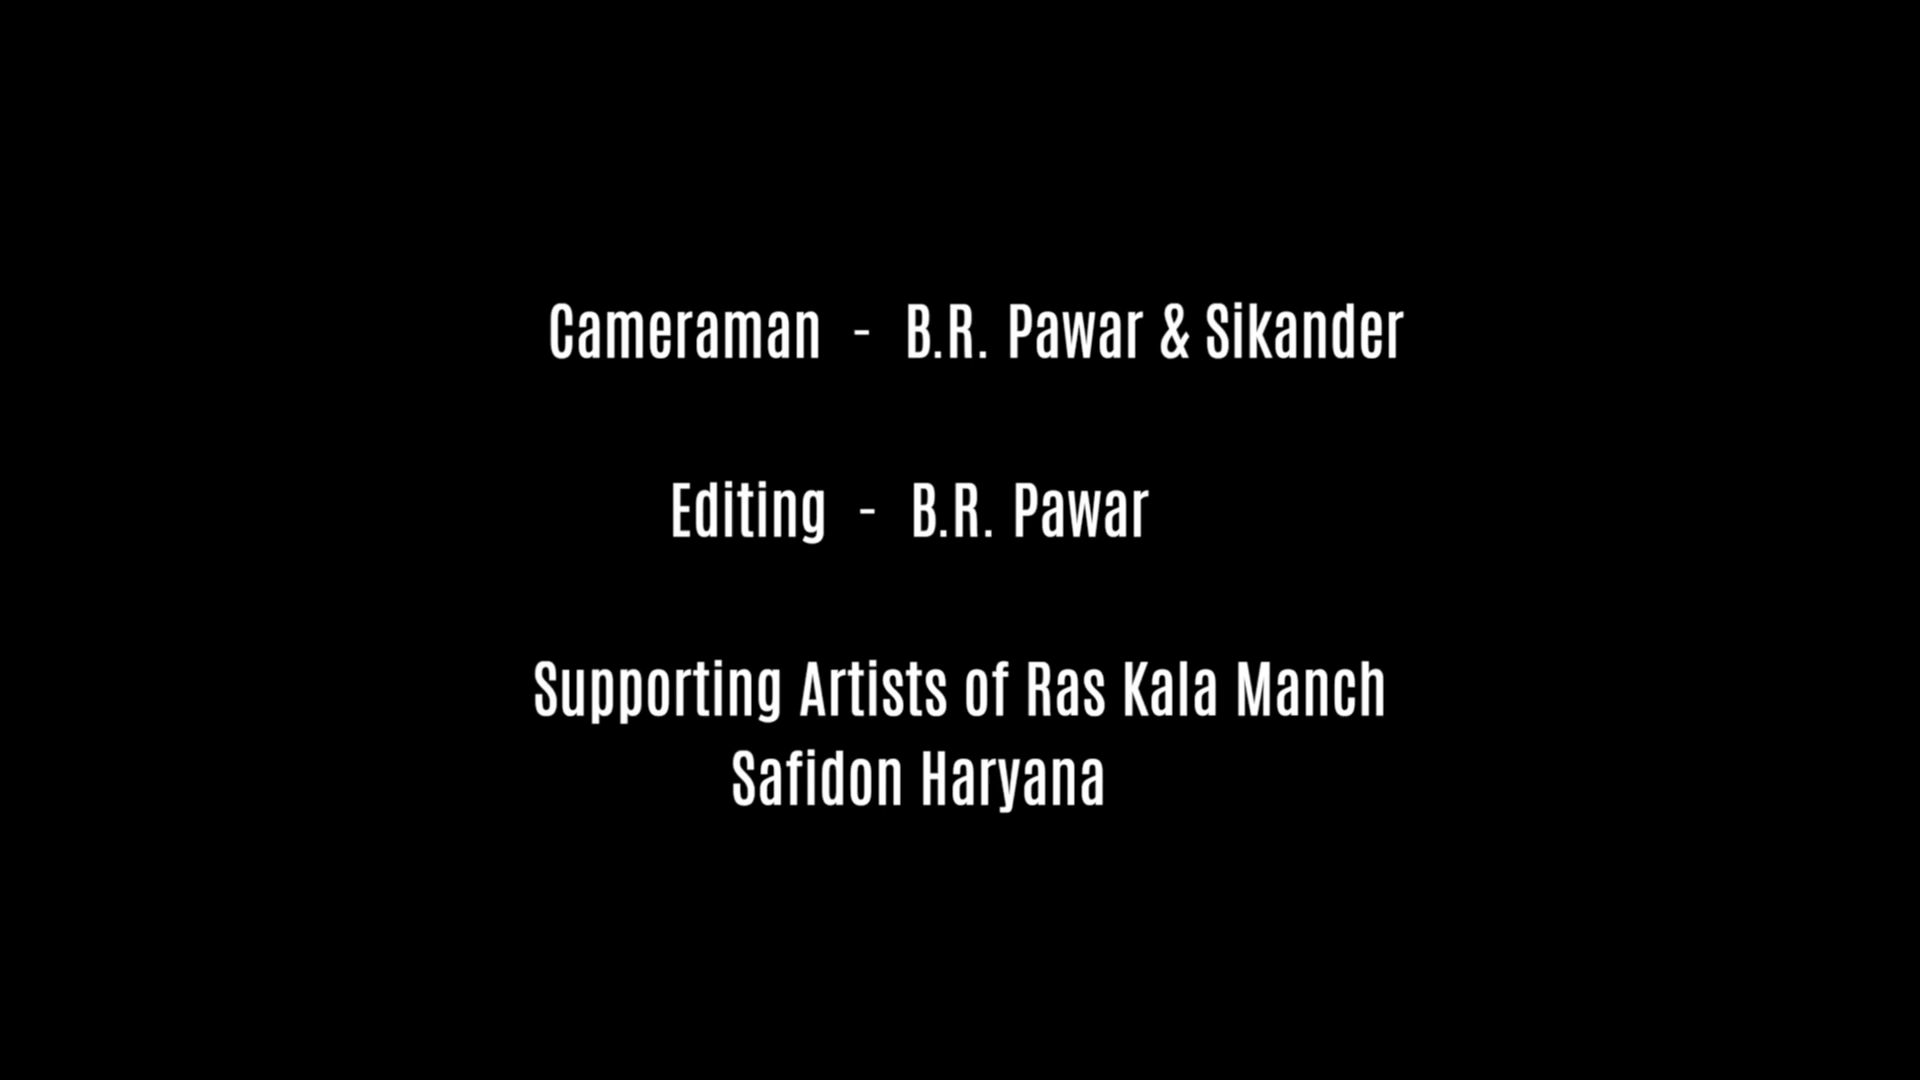 Cameraman - B.R. Pawar & Sikander
Editing - B.R. Pawar
Supporting Artists of Ras Kala Manch
Safidon Haryana